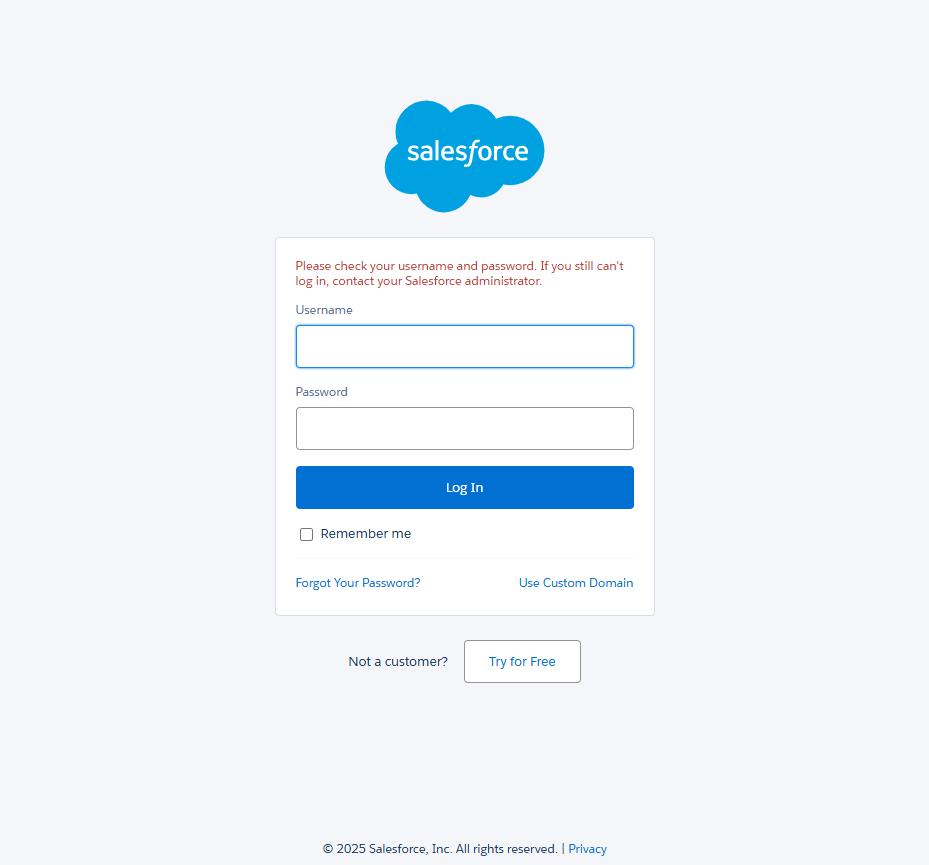 salesforce
Please check your username and password. If you still can't
log in, contact your Salesforce administrator.
Username
Password
Log In
Remember me
Forgot Your Password? Use Custom Domain
Not a customer? Try for Free
© 2025 Salesforce, Inc. All rights reserved. | Privacy